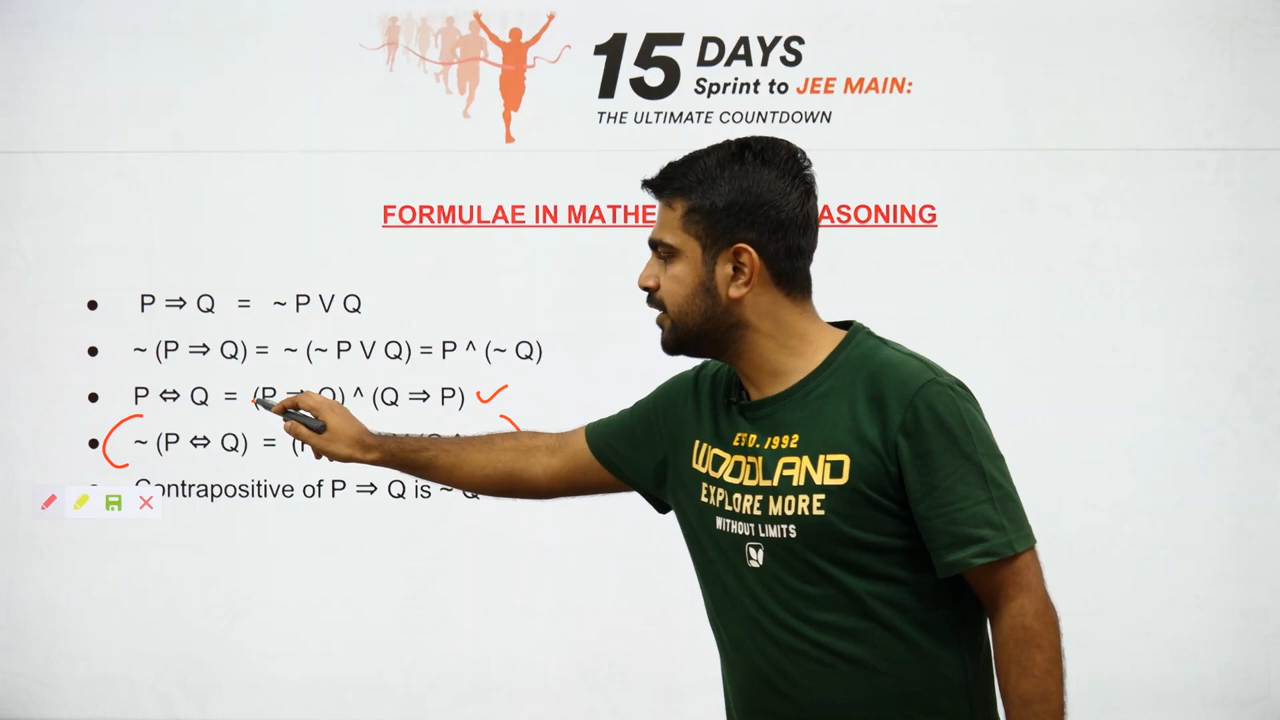 15 DAYS
Sprint to JEE MAIN:
THE ULTIMATE COUNTDOWN
FORMULAE IN MATHE ASONING
• P ⇒ Q = ~ P V Q
• ~ (P ⇒ Q) = ~ (~ P V Q) = P ^ (~ Q)
• P ⇔ Q = (P ⇒ Q) ^ (Q ⇒ P)
• ~ (P ⇔ Q) =
Contrapositive of P ⇒ Q is ~ Q
ESD. 1992
WOODLAND
EXPLORE MORE
WITHOUT LIMITS